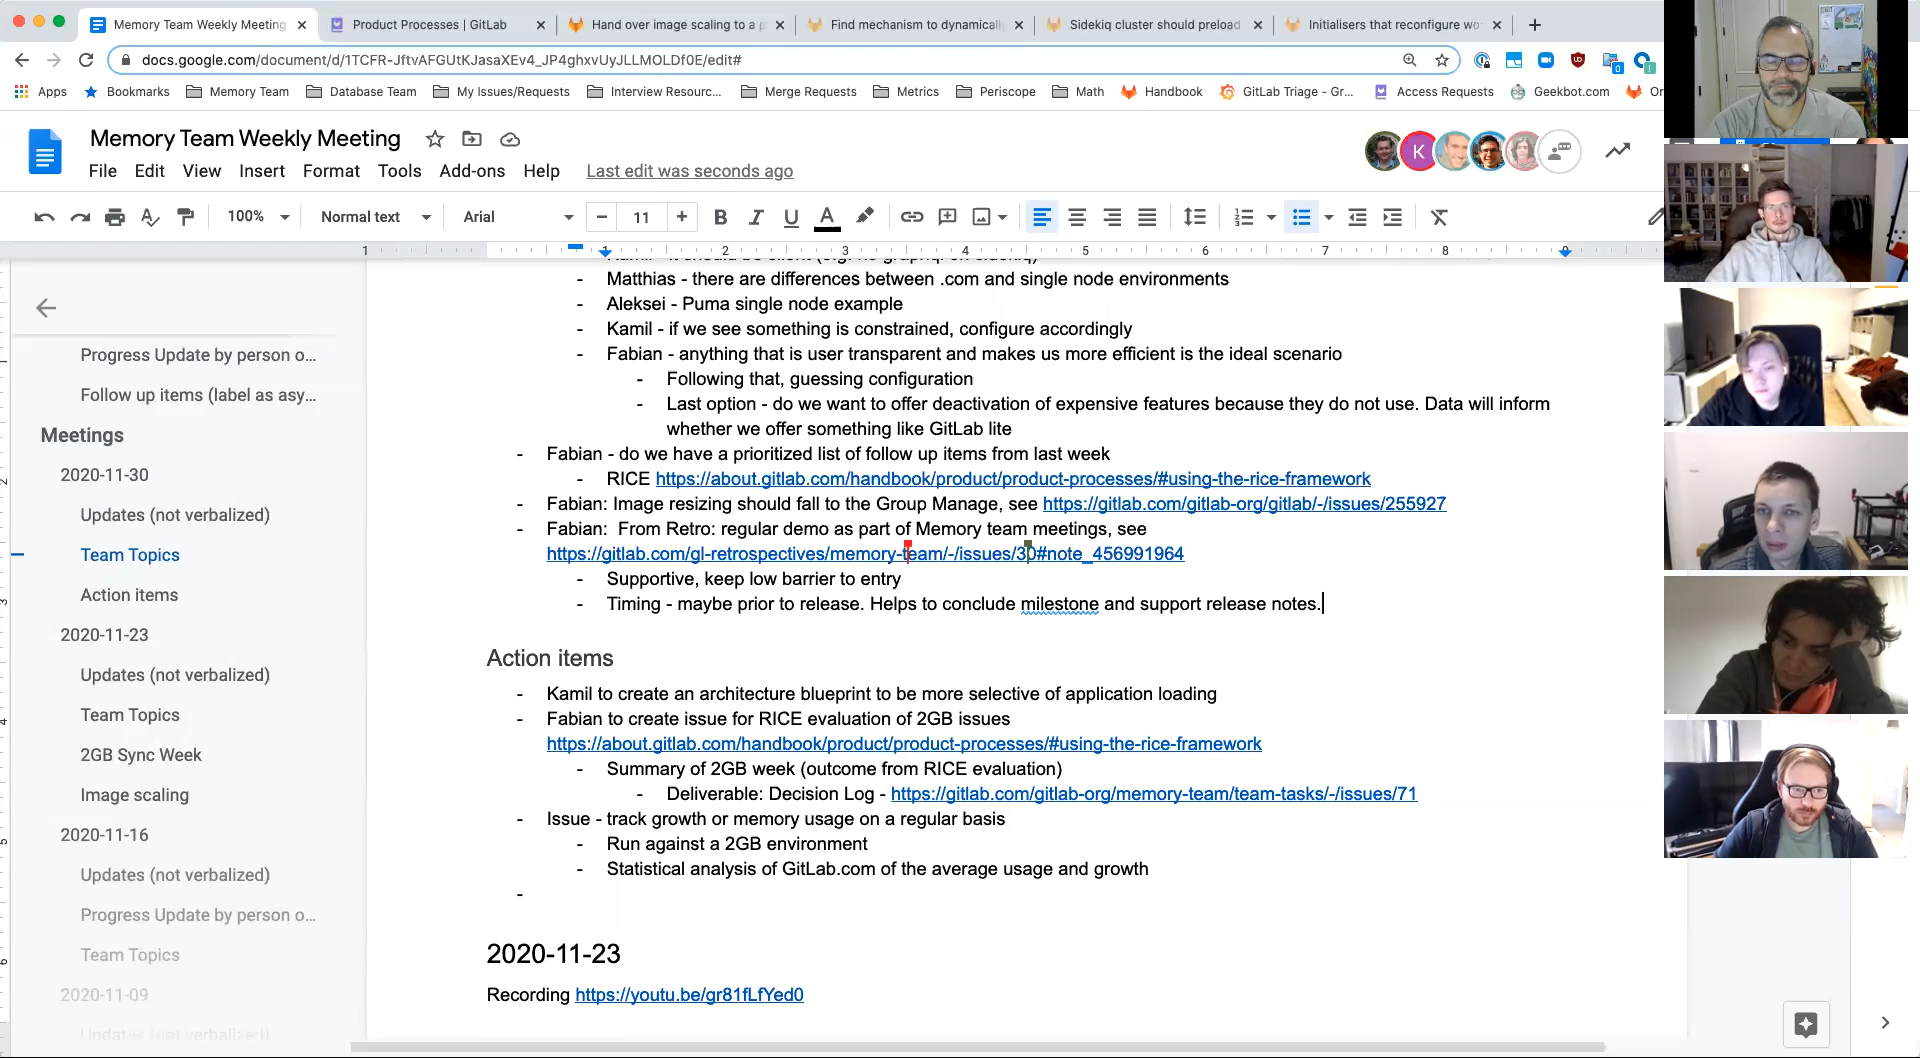 Memory Team Weekly Meeting
Product Processes | GitLab
Hand over image scaling to a p
Find mechanism to dynamically
Sidekiq cluster should preload
Initialisers that reconfigure wo
docs.google.com/document/d/1TCFR-JftvAFGUtKJasaXEv4_JP4ghxvUyJLLMOLDf0E/edit#
Apps
Bookmarks
Memory Team
Database Team
My Issues/Requests
Interview Resourc...
Merge Requests
Metrics
Periscope
Math
Handbook
GitLab Triage - Gr...
Access Requests
Geekbot.com
Or
Memory Team Weekly Meeting
K
File Edit View Insert Format Tools Add-ons Help Last edit was seconds ago
100% Normal text Arial 11
1 1 2 3 4 5 6 7 8 9
Progress Update by person o...
Follow up items (label as asy...
Meetings
2020-11-30
Updates (not verbalized)
Team Topics
Action items
2020-11-23
Updates (not verbalized)
Team Topics
2GB Sync Week
Image scaling
2020-11-16
Updates (not verbalized)
Progress Update by person o...
Team Topics
2020-11-09
Updates (not verbalized)
- Matthias - there are differences between .com and single node environments
- Aleksei - Puma single node example
- Kamil - if we see something is constrained, configure accordingly
- Fabian - anything that is user transparent and makes us more efficient is the ideal scenario
- Following that, guessing configuration
- Last option - do we want to offer deactivation of expensive features because they do not use. Data will inform
whether we offer something like GitLab lite
- Fabian - do we have a prioritized list of follow up items from last week
- RICE https://about.gitlab.com/handbook/product/product-processes/#using-the-rice-framework
- Fabian: Image resizing should fall to the Group Manage, see https://gitlab.com/gitlab-org/gitlab/-/issues/255927
- Fabian: From Retro: regular demo as part of Memory team meetings, see
https://gitlab.com/gl-retrospectives/memory-team/-/issues/30#note_456991964
- Supportive, keep low barrier to entry
- Timing - maybe prior to release. Helps to conclude milestone and support release notes.
Action items
- Kamil to create an architecture blueprint to be more selective of application loading
- Fabian to create issue for RICE evaluation of 2GB issues
https://about.gitlab.com/handbook/product/product-processes/#using-the-rice-framework
- Summary of 2GB week (outcome from RICE evaluation)
- Deliverable: Decision Log - https://gitlab.com/gitlab-org/memory-team/team-tasks/-/issues/71
- Issue - track growth or memory usage on a regular basis
- Run against a 2GB environment
- Statistical analysis of GitLab.com of the average usage and growth
-
2020-11-23
Recording https://youtu.be/gr81fLfYed0